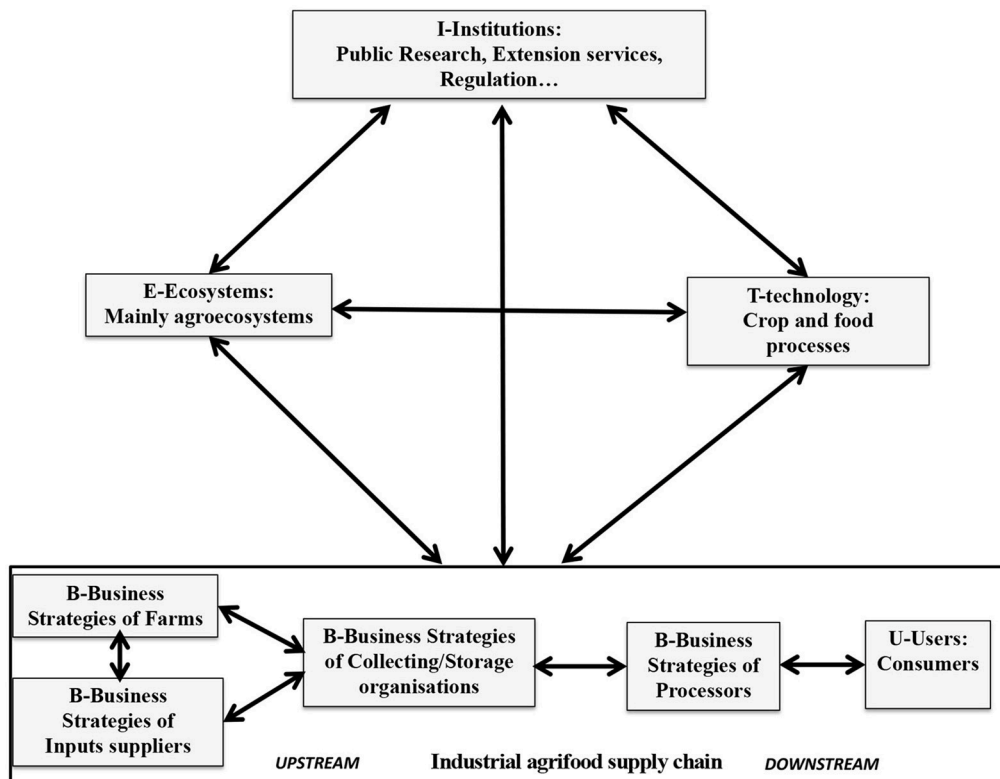 I-Institutions:
Public Research, Extension services,
Regulation…
E-Ecosystems:
Mainly agroecosystems
T-technology:
Crop and food
processes
B-Business
Strategies of Farms
B-Business
Strategies of
Inputs suppliers
B-Business Strategies
of Collecting/Storage
organisations
B-Business
Strategies of
Processors
U-Users:
Consumers
UPSTREAM Industrial agrifood supply chain DOWNSTREAM